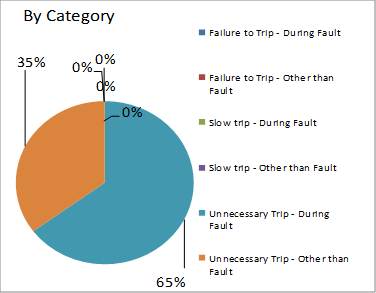 By Category
0%
35%
0%
0%
0%
65%
Failure to Trip - During Fault
Failure to Trip - Other than
Fault
Slow trip - During Fault
Slow trip - Other than Fault
Unnecessary Trip - During
Fault
Unnecessary Trip - Other than
Fault